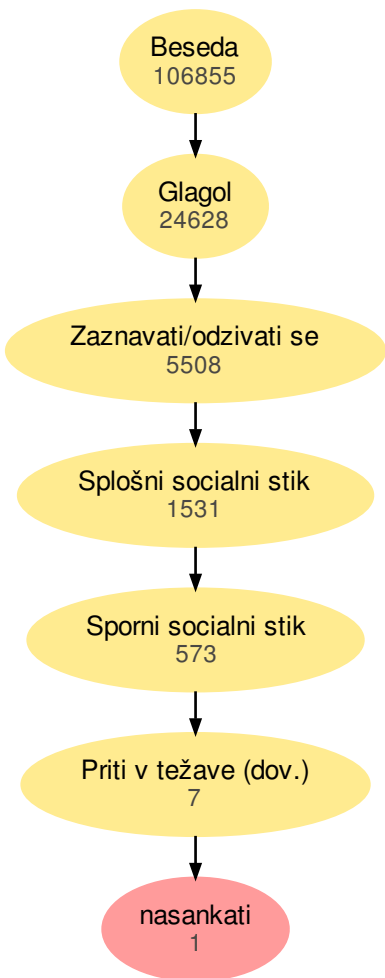 Beseda
106855
Glagol
24628
Zaznavati/odzivati se
5508
Splošni socialni stik
1531
Sporni socialni stik
573
Priti v težave (dov.)
7
nasankati
1